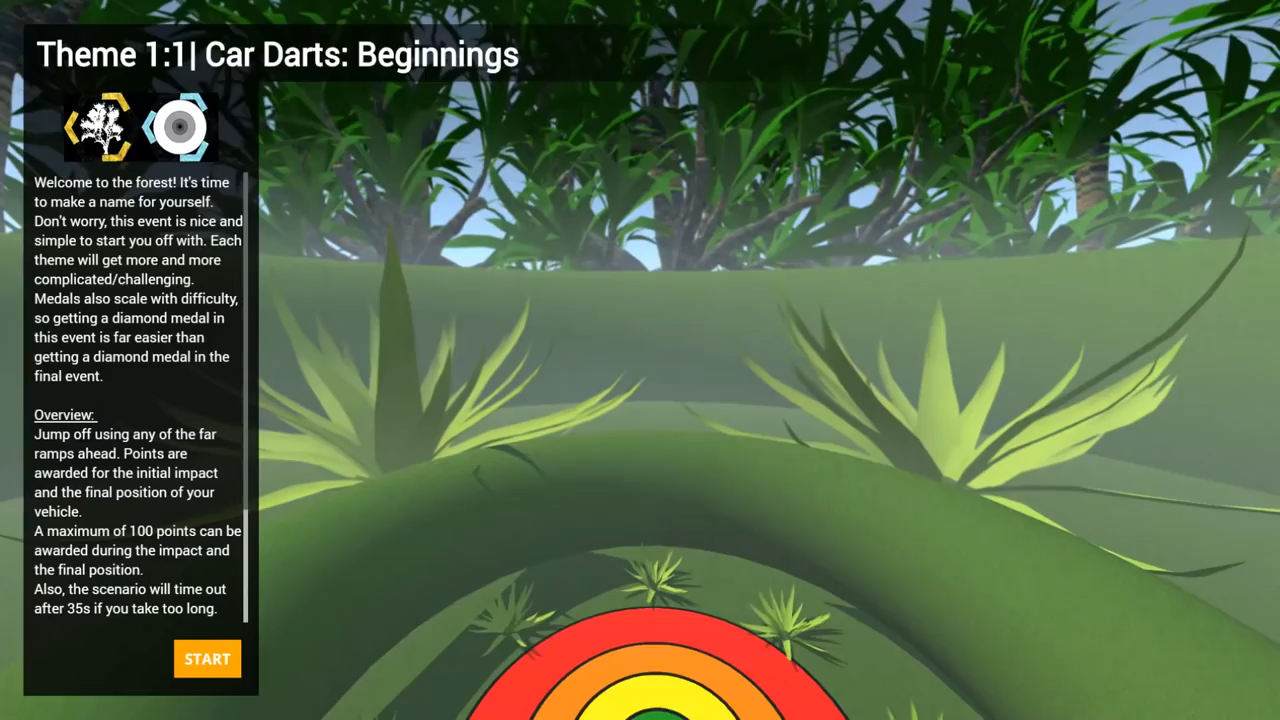 Theme 1:1| Car Darts: Beginnings
Welcome to the forest! It's time
to make a name for yourself.
Don't worry, this event is nice and
simple to start you off with. Each
theme will get more and more
complicated/challenging.
Medals also scale with difficulty,
so getting a diamond medal in
this event is far easier than
getting a diamond medal in the
final event.
Overview:
Jump off using any of the far
ramps ahead. Points are
awarded for the initial impact
and the final position of your
vehicle.
A maximum of 100 points can be
awarded during the impact and
the final position.
Also, the scenario will time out
after 35s if you take too long.
START